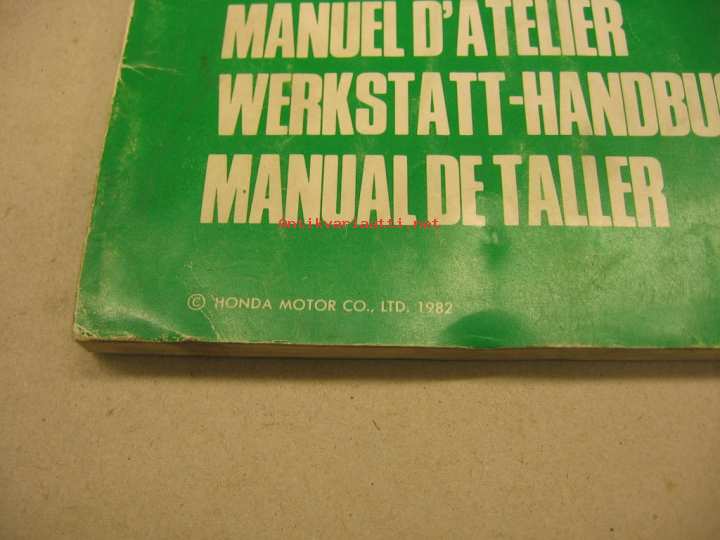 MANUEL D'ATELIER
WERKSTATT-HANDBU
MANUAL DE TALLER
Antikvariaatti.net
© HONDA MOTOR CO., LTD. 1982